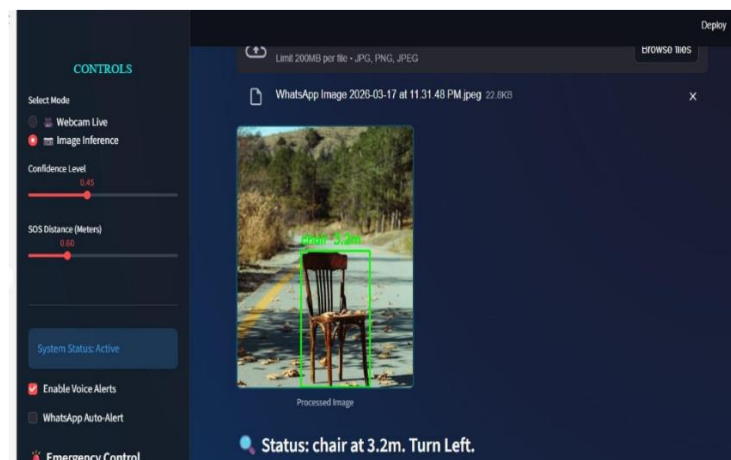 Deploy
CONTROLS
Select Mode
Webcam Live
Image Inference
Confidence Level
0.45
SOS Distance (Meters)
0.60
System Status: Active
Enable Voice Alerts
WhatsApp Auto-Alert
Emergency Control
Limit 200MB per file • JPG, PNG, JPEG
Browse files
WhatsApp Image 2026-03-17 at 11.31.48 PM.jpeg 22.8KB
X
chair 3.2m
Processed Image
Status: chair at 3.2m. Turn Left.